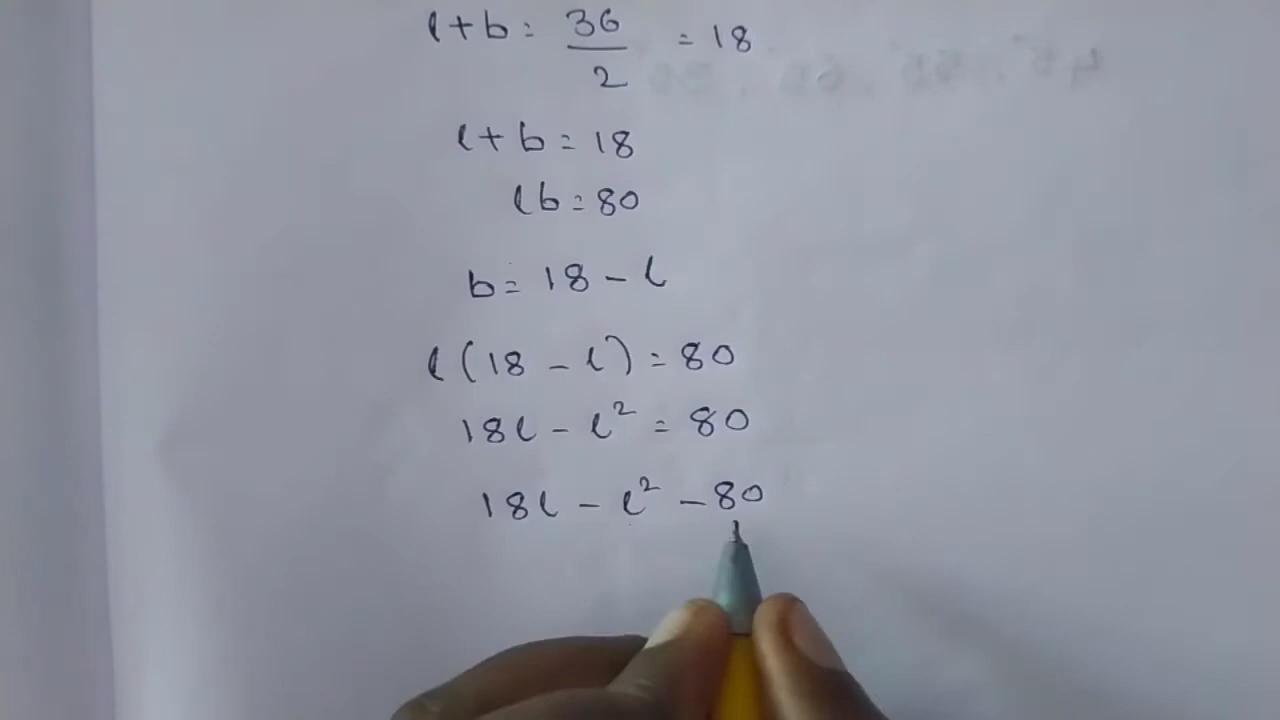 l + b = 36/2 = 18
l + b = 18
lb = 80
b = 18 - l
l(18 - l) = 80
18l - l² = 80
18l - l² - 80